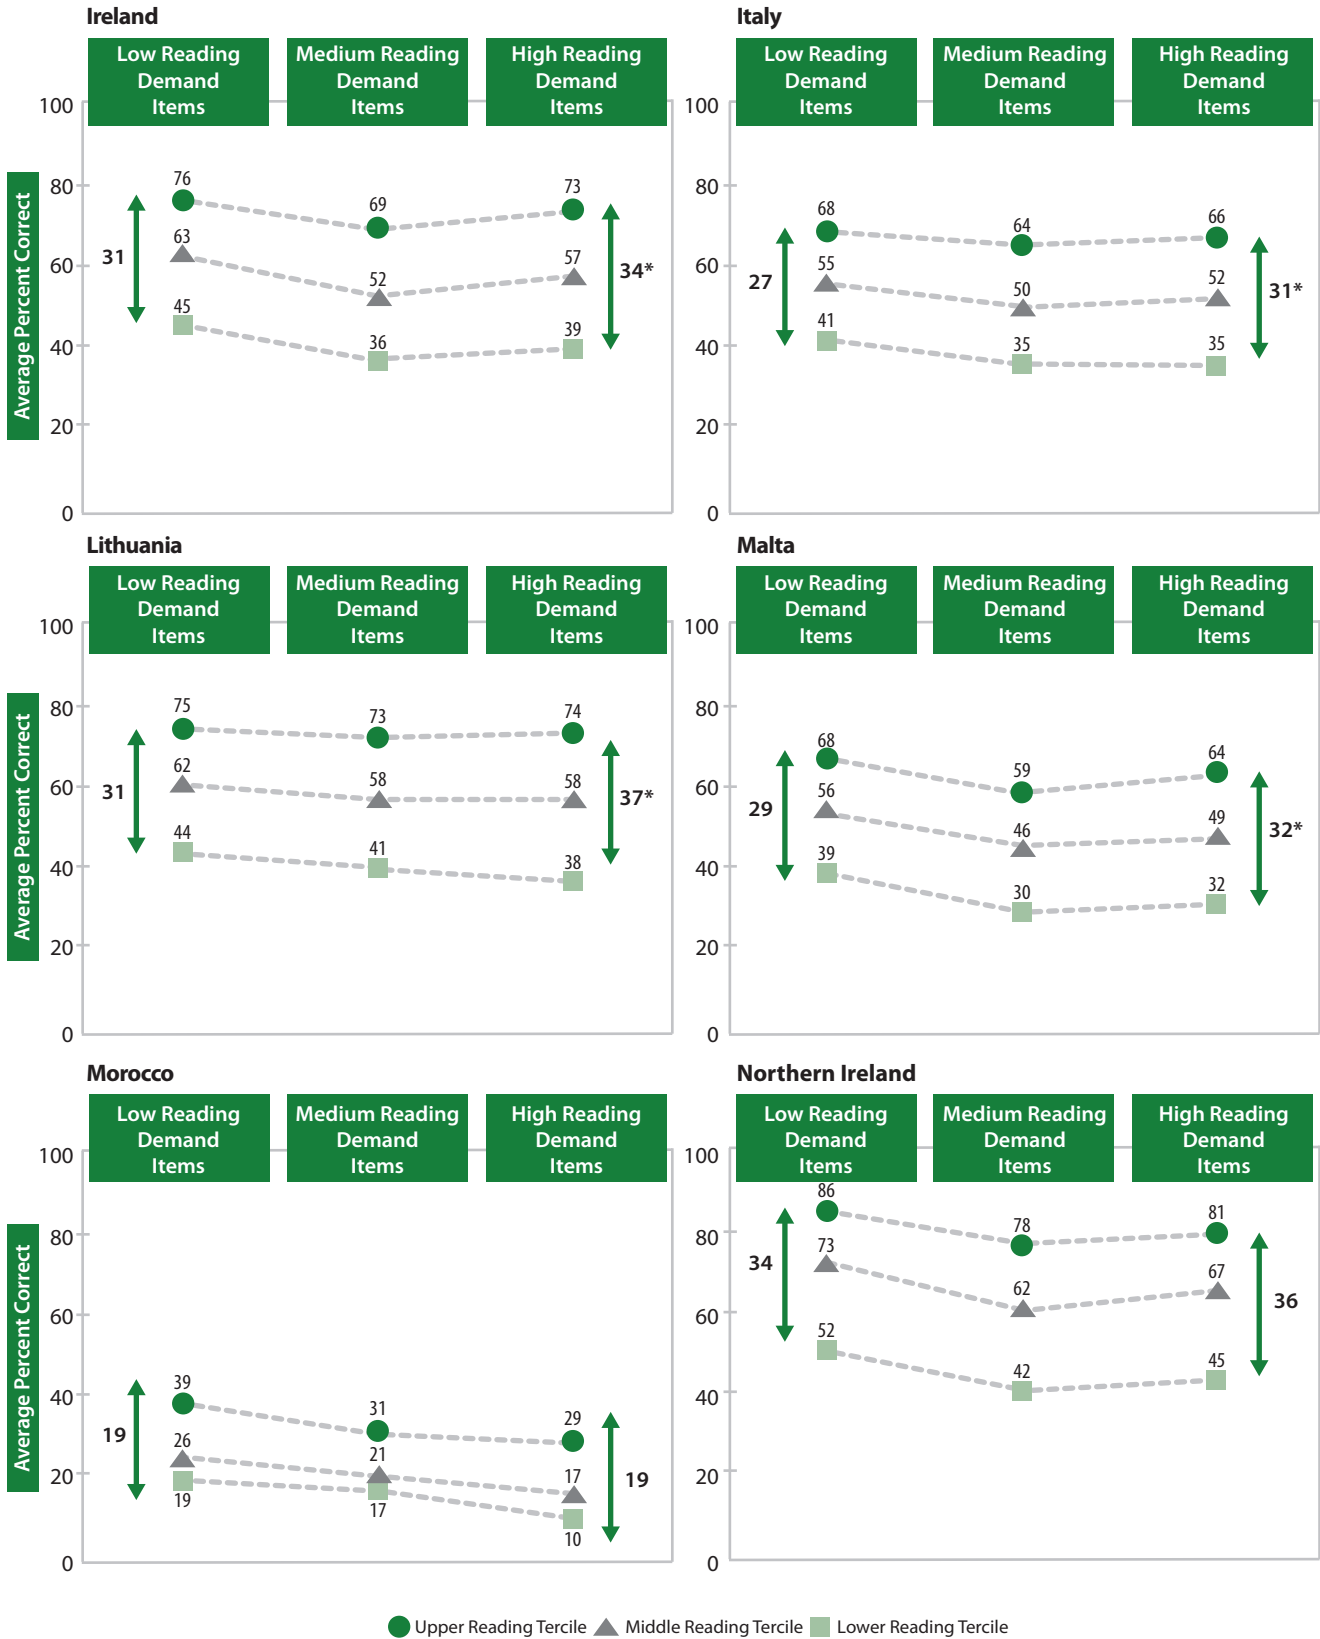 Ireland
Low Reading
Demand
Items
Medium Reading
Demand
Items
High Reading
Demand
Items
Average Percent Correct
100
80
60
40
20
0
31
76
63
45
69
52
36
73
57
39
34*
Italy
Low Reading
Demand
Items
Medium Reading
Demand
Items
High Reading
Demand
Items
100
80
60
40
20
0
27
68
55
41
64
50
35
66
52
35
31*
Lithuania
Low Reading
Demand
Items
Medium Reading
Demand
Items
High Reading
Demand
Items
Average Percent Correct
100
80
60
40
20
0
31
75
62
44
73
58
41
74
58
38
37*
Malta
Low Reading
Demand
Items
Medium Reading
Demand
Items
High Reading
Demand
Items
100
80
60
40
20
0
29
68
56
39
59
46
30
64
49
32
32*
Morocco
Low Reading
Demand
Items
Medium Reading
Demand
Items
High Reading
Demand
Items
Average Percent Correct
100
80
60
40
20
0
19
39
26
19
31
21
17
29
17
10
19
Northern Ireland
Low Reading
Demand
Items
Medium Reading
Demand
Items
High Reading
Demand
Items
100
80
60
40
20
0
34
86
73
52
78
62
42
81
67
45
36
Upper Reading Tercile Middle Reading Tercile Lower Reading Tercile